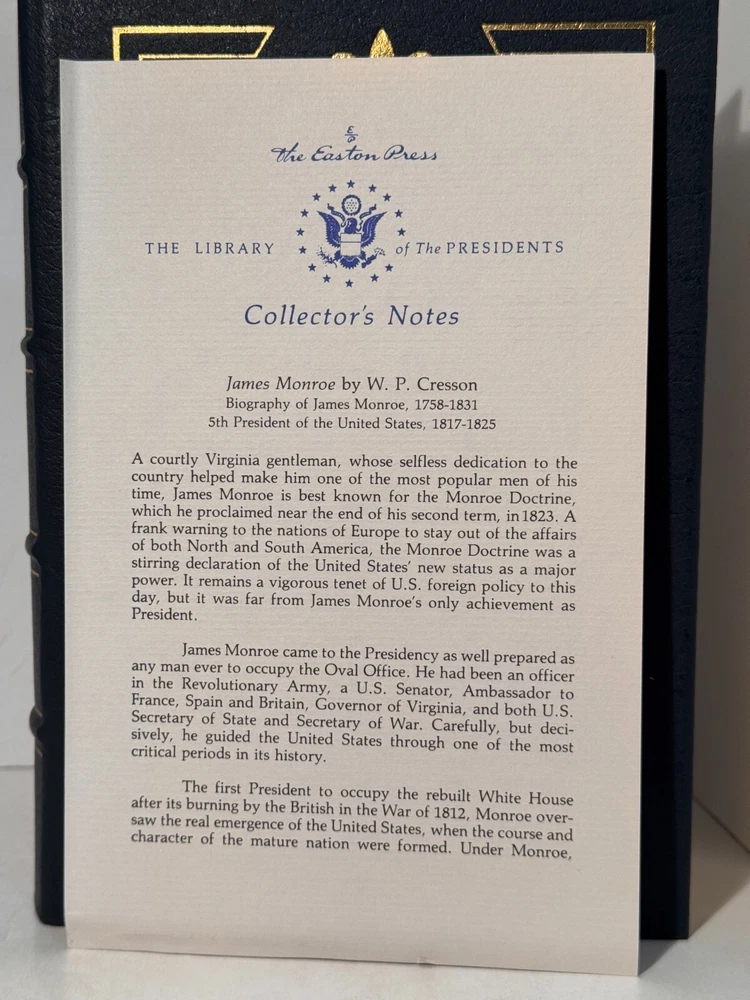 E/P
The Easton Press
THE LIBRARY of The PRESIDENTS
Collector's Notes
James Monroe by W. P. Cresson
Biography of James Monroe, 1758-1831
5th President of the United States, 1817-1825
A courtly Virginia gentleman, whose selfless dedication to the
country helped make him one of the most popular men of his
time, James Monroe is best known for the Monroe Doctrine,
which he proclaimed near the end of his second term, in 1823. A
frank warning to the nations of Europe to stay out of the affairs
of both North and South America, the Monroe Doctrine was a
stirring declaration of the United States' new status as a major
power. It remains a vigorous tenet of U.S. foreign policy to this
day, but it was far from James Monroe's only achievement as
President.
James Monroe came to the Presidency as well prepared as
any man ever to occupy the Oval Office. He had been an officer
in the Revolutionary Army, a U.S. Senator, Ambassador to
France, Spain and Britain, Governor of Virginia, and both U.S.
Secretary of State and Secretary of War. Carefully, but deci-
sively, he guided the United States through one of the most
critical periods in its history.
The first President to occupy the rebuilt White House
after its burning by the British in the War of 1812, Monroe over-
saw the real emergence of the United States, when the course and
character of the mature nation were formed. Under Monroe,